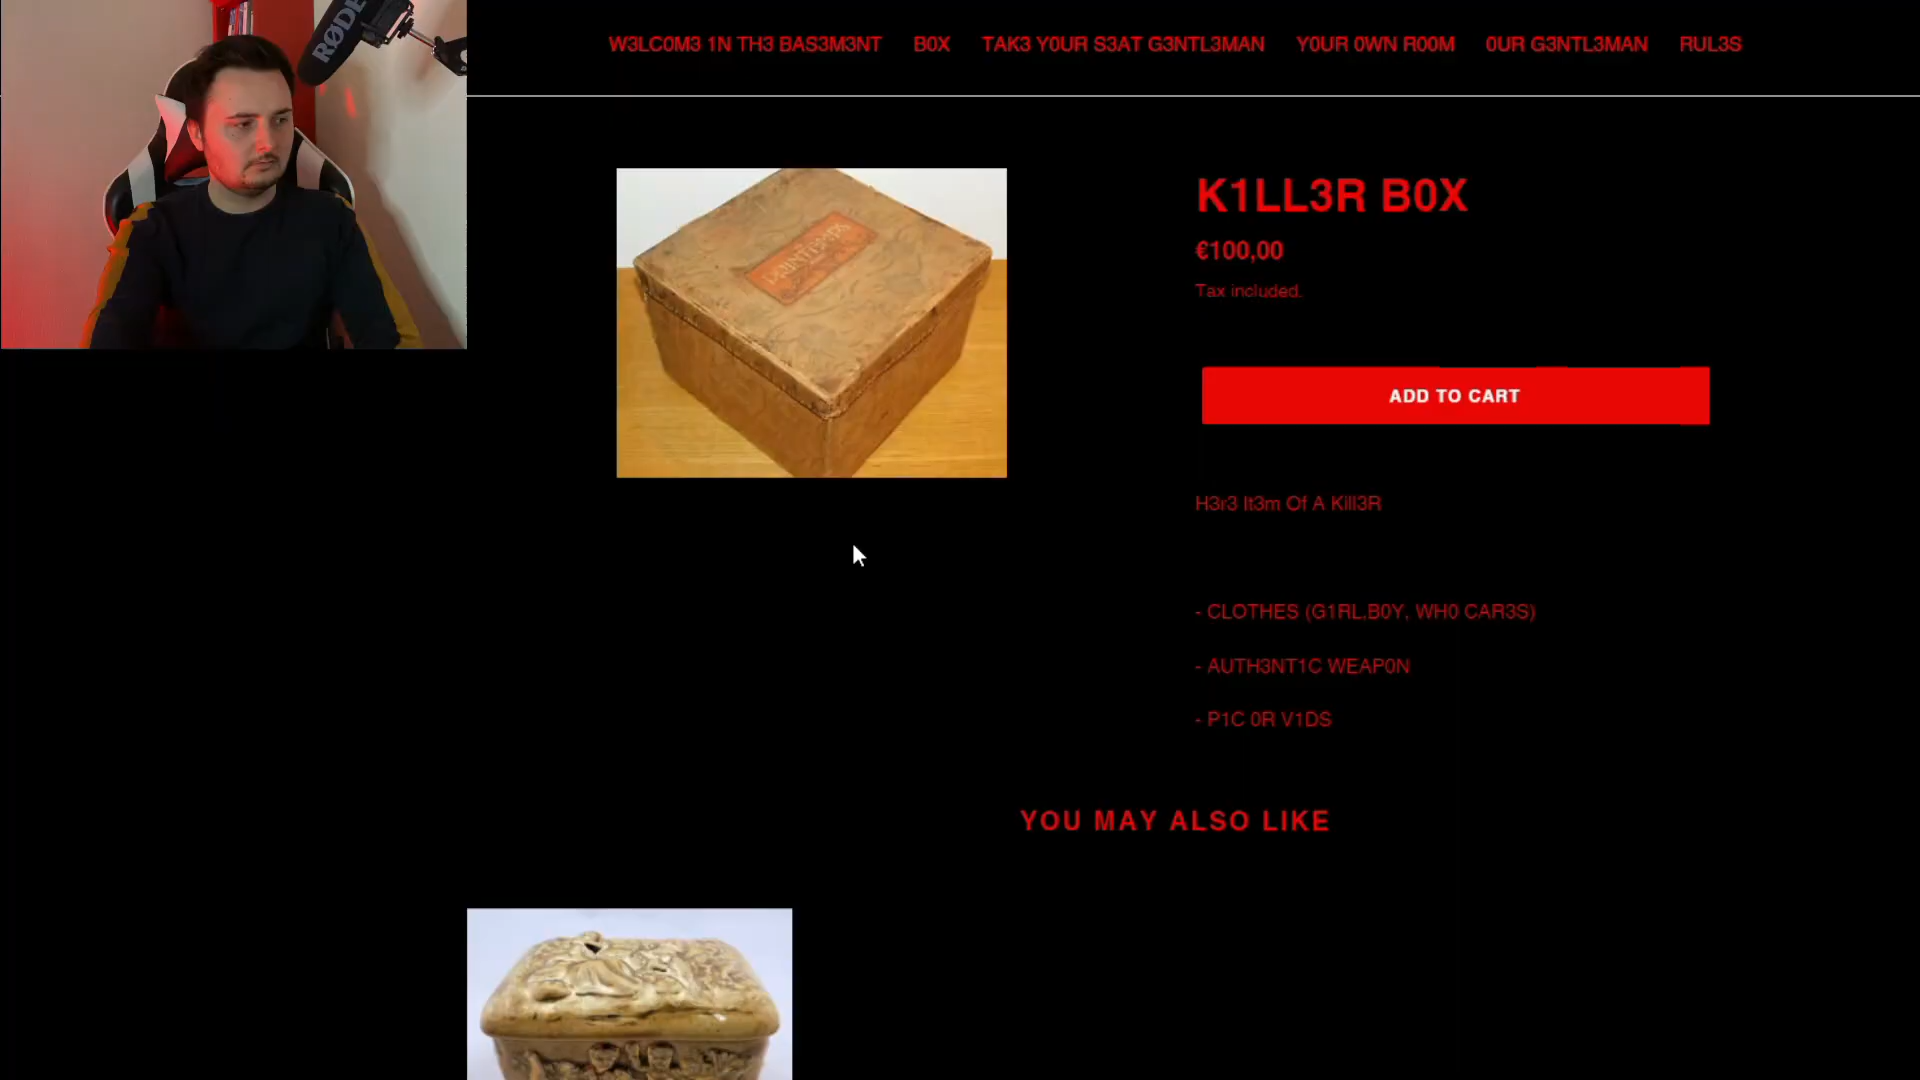 RØDE
W3LC0M3 1N TH3 BAS3M3NT B0X TAK3 Y0UR S3AT G3NTL3MAN Y0UR 0WN R00M 0UR G3NTL3MAN RUL3S
K1LL3R B0X
€100,00
Tax included.
ADD TO CART
H3r3 It3m Of A Kill3R
- CLOTHES (G1RL,B0Y, WH0 CAR3S)
- AUTH3NT1C WEAP0N
- P1C 0R V1DS
YOU MAY ALSO LIKE